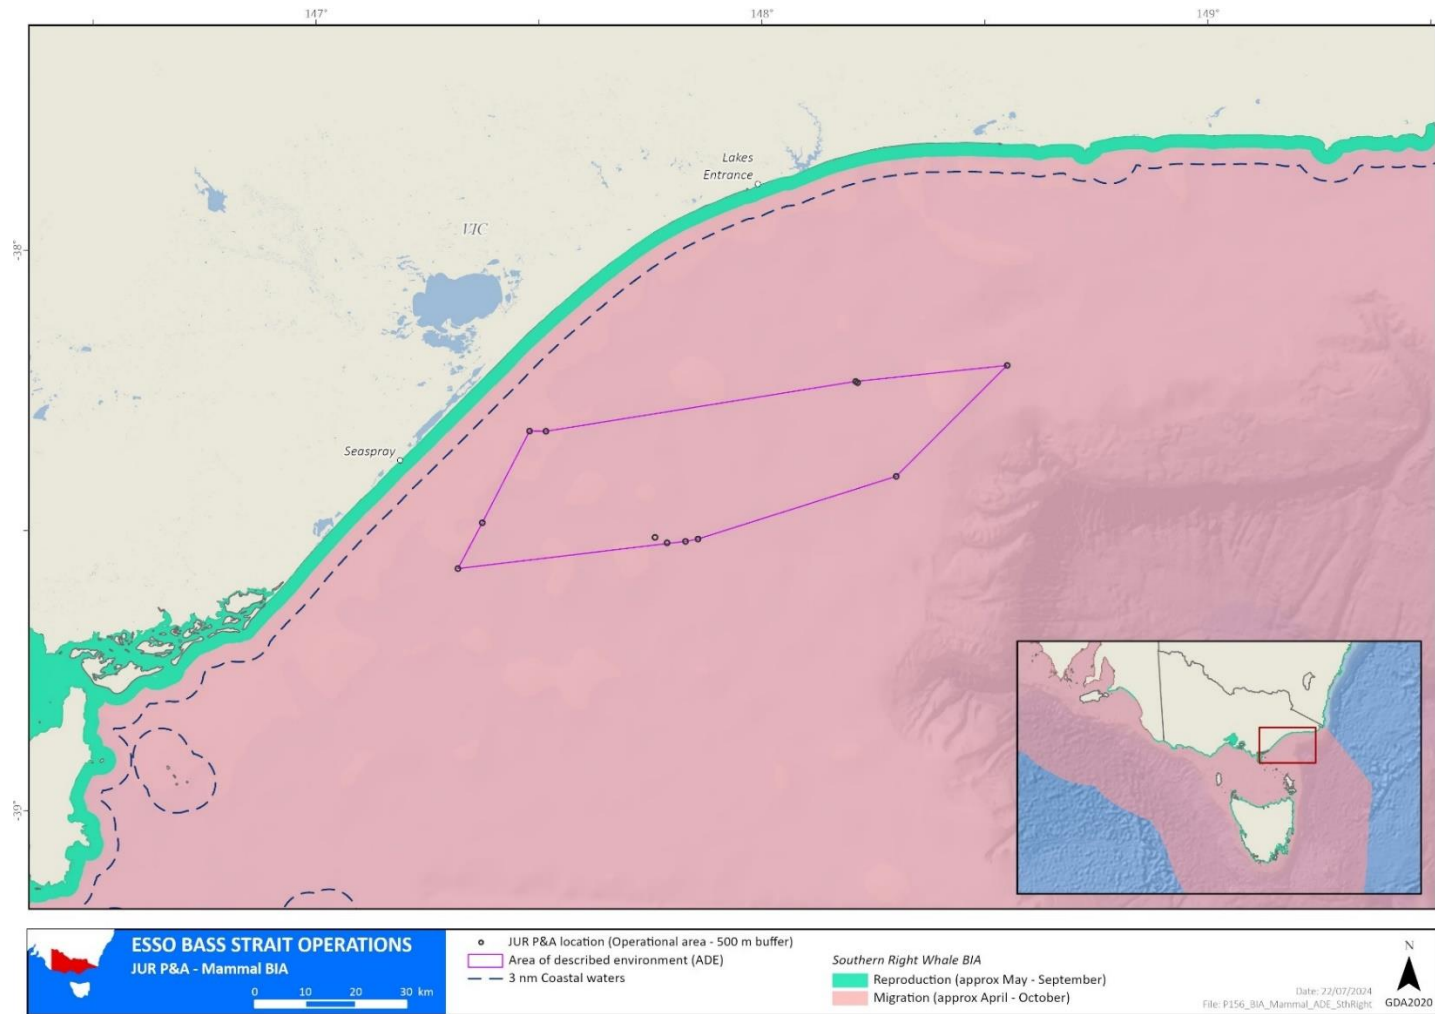 147°
148°
149°
Lakes
Entrance
VIC
-38°
Seaspray
-39°
ESSO BASS STRAIT OPERATIONS
JUR P&A - Mammal BIA
0 10 20 30 km
JUR P&A location (Operational area - 500 m buffer)
Area of described environment (ADE)
3 nm Coastal waters
Southern Right Whale BIA
Reproduction (approx May - September)
Migration (approx April - October)
N
Date: 22/07/2024
File: P156_BIA_Mammal_ADE_SthRight
GDA2020